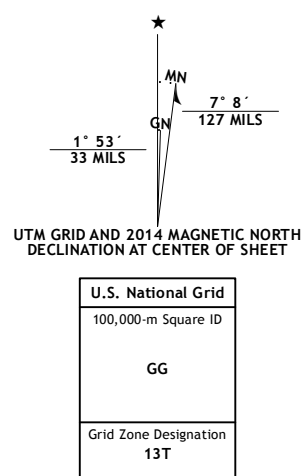 ★
MN
GN
7° 8´
127 MILS
1° 53´
33 MILS
UTM GRID AND 2014 MAGNETIC NORTH
DECLINATION AT CENTER OF SHEET
U.S. National Grid
100,000-m Square ID
GG
Grid Zone Designation
13T